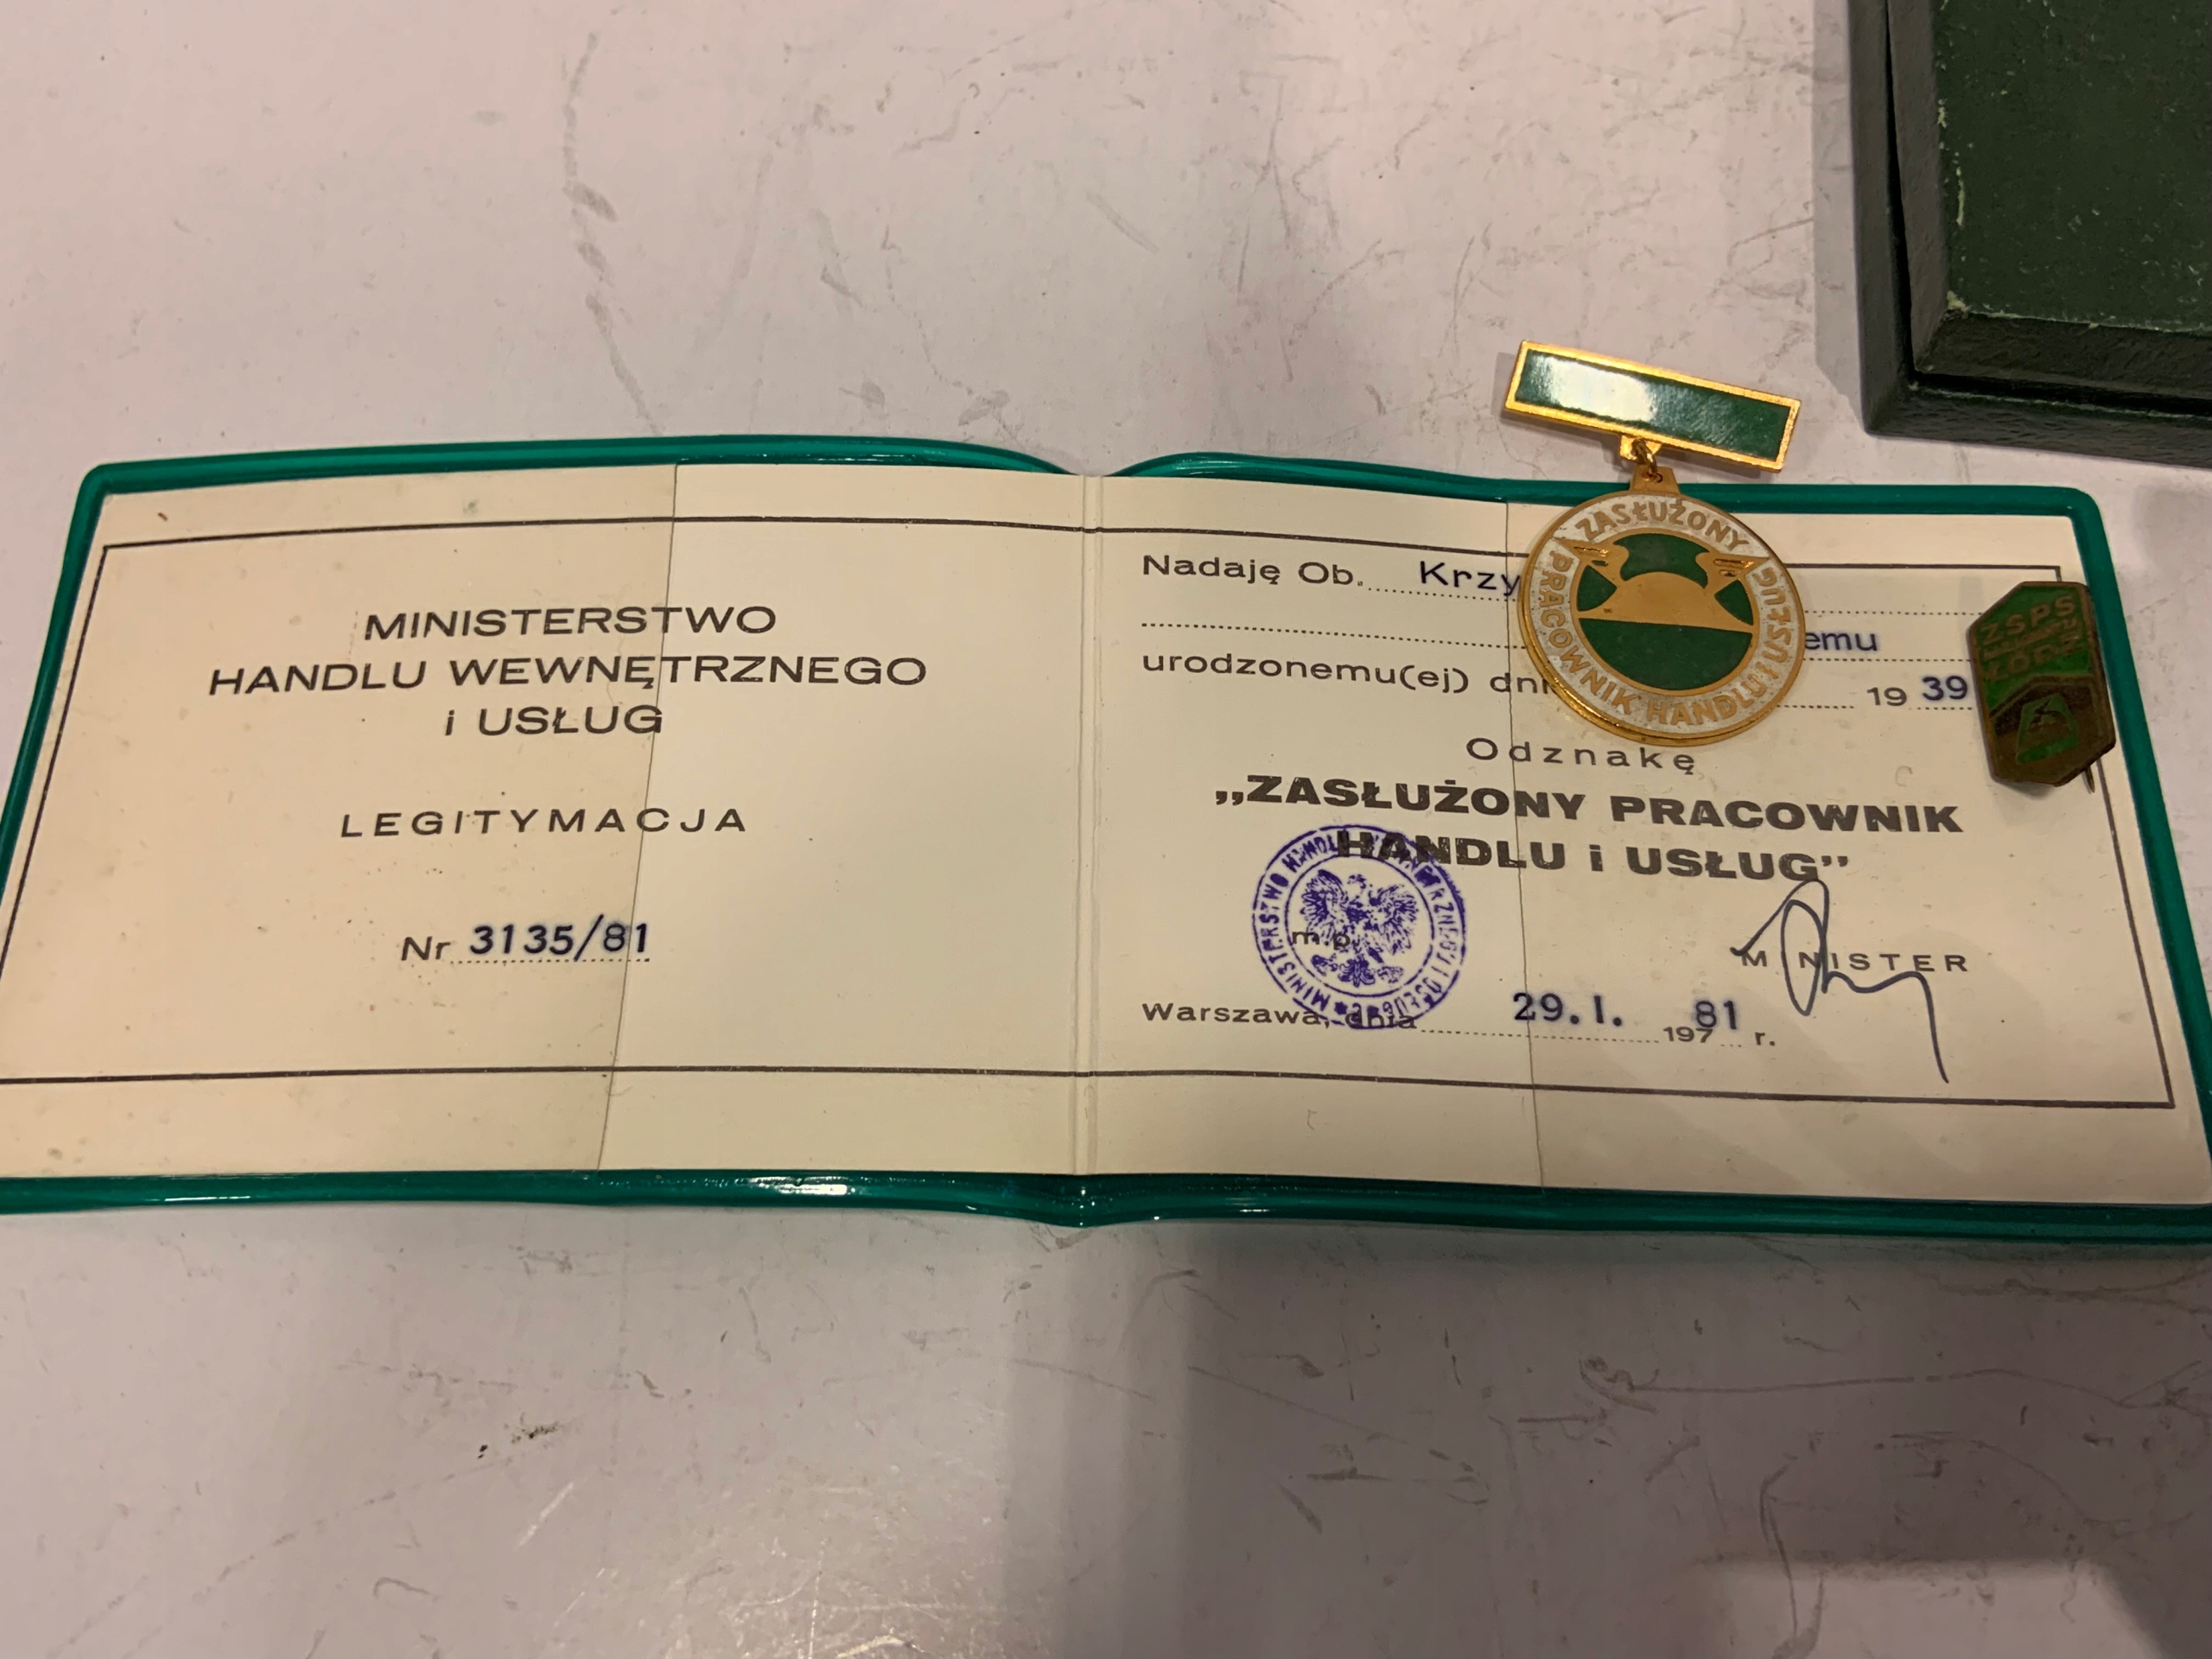 MINISTERSTWO
HANDLU WEWNĘTRZNEGO
i USŁUG
LEGITYMACJA
Nr 3135/81
Nadaję Ob. Krzy
emu
urodzonemu(ej) dni 19 39
Odznakę
„ZASŁUŻONY PRACOWNIK
HANDLU i USŁUG”
m.p.
MINISTER
Warszawa, dnia 29.I. 197 81 r.
ZASŁUŻONY
PRACOWNIK HANDLU I USŁUG
ZSPS
ŁÓDŹ